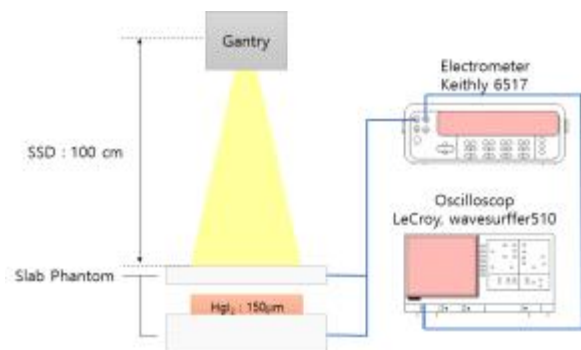 Gantry
Electrometer
Keithly 6517
SSD : 100 cm
Oscilloscop
LeCroy, wavesurffer510
Slab Phantom
HgI₂ : 150μm